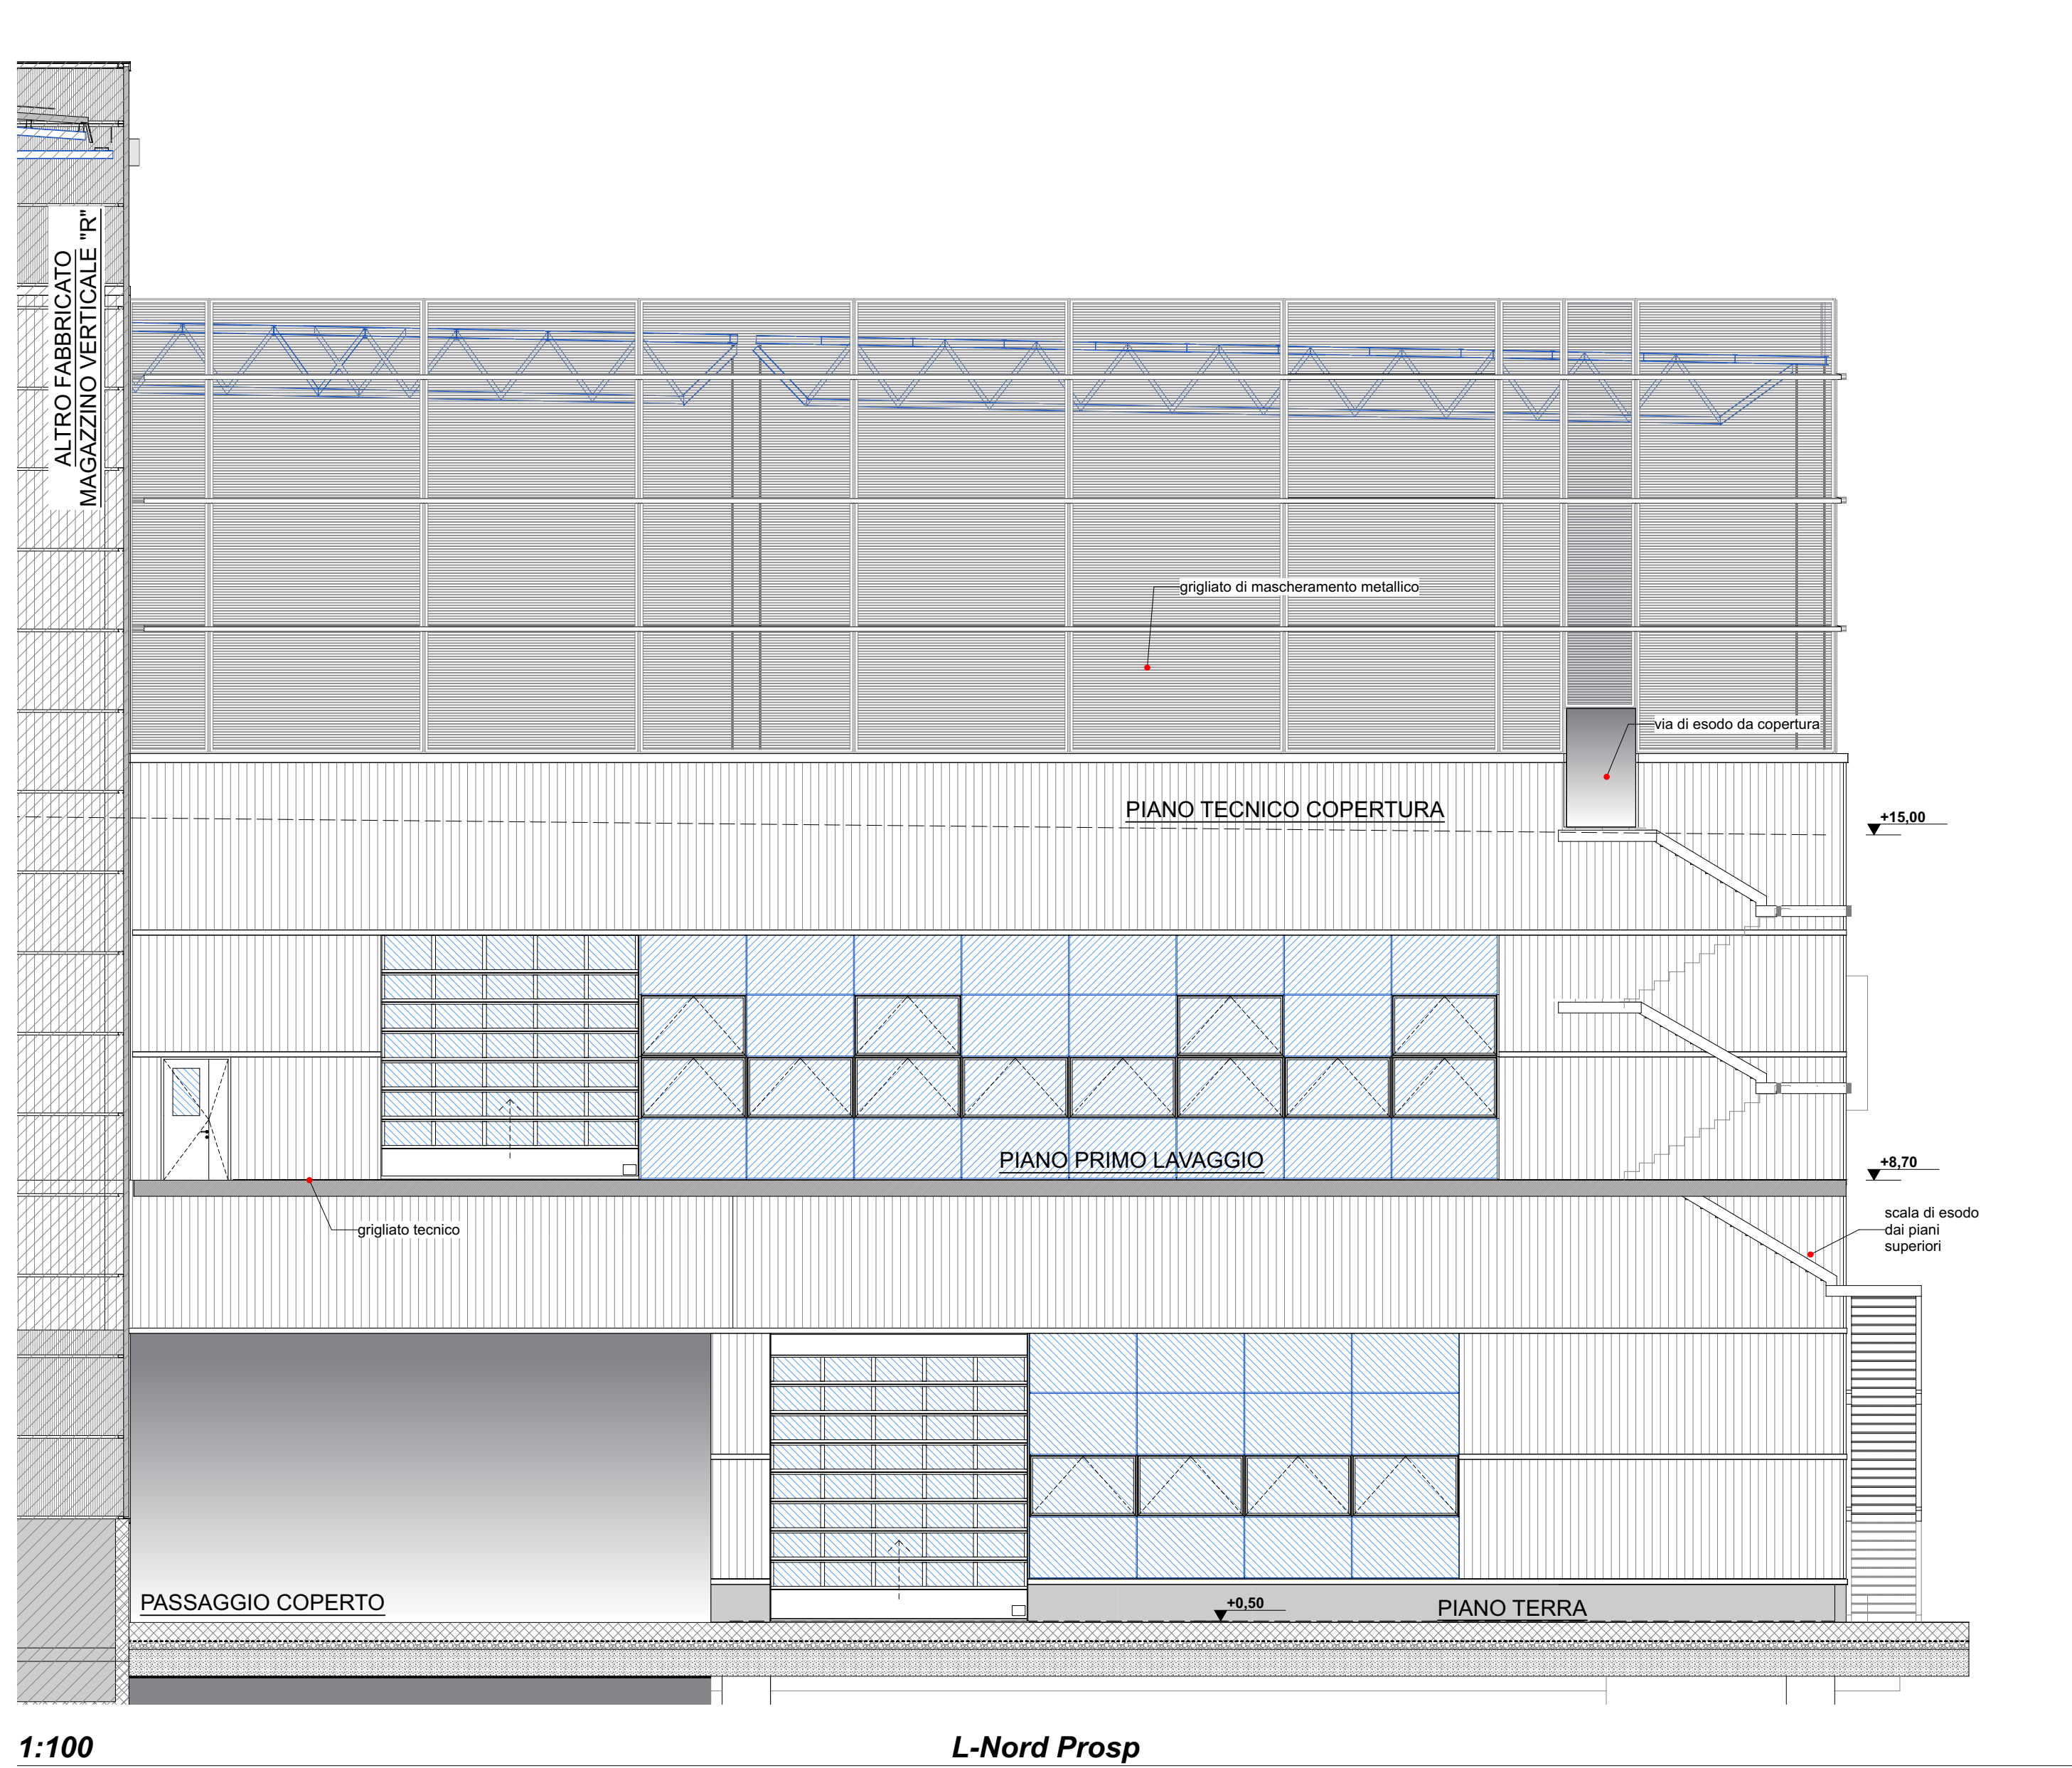 ALTRO FABBRICATO
MAGAZZINO VERTICALE "R"
grigliato di mascheramento metallico
via di esodo da copertura
PIANO TECNICO COPERTURA
+15,00
PIANO PRIMO LAVAGGIO
+8,70
grigliato tecnico
scala di esodo
dai piani
superiori
PASSAGGIO COPERTO
+0,50
PIANO TERRA
1:100
L-Nord Prosp